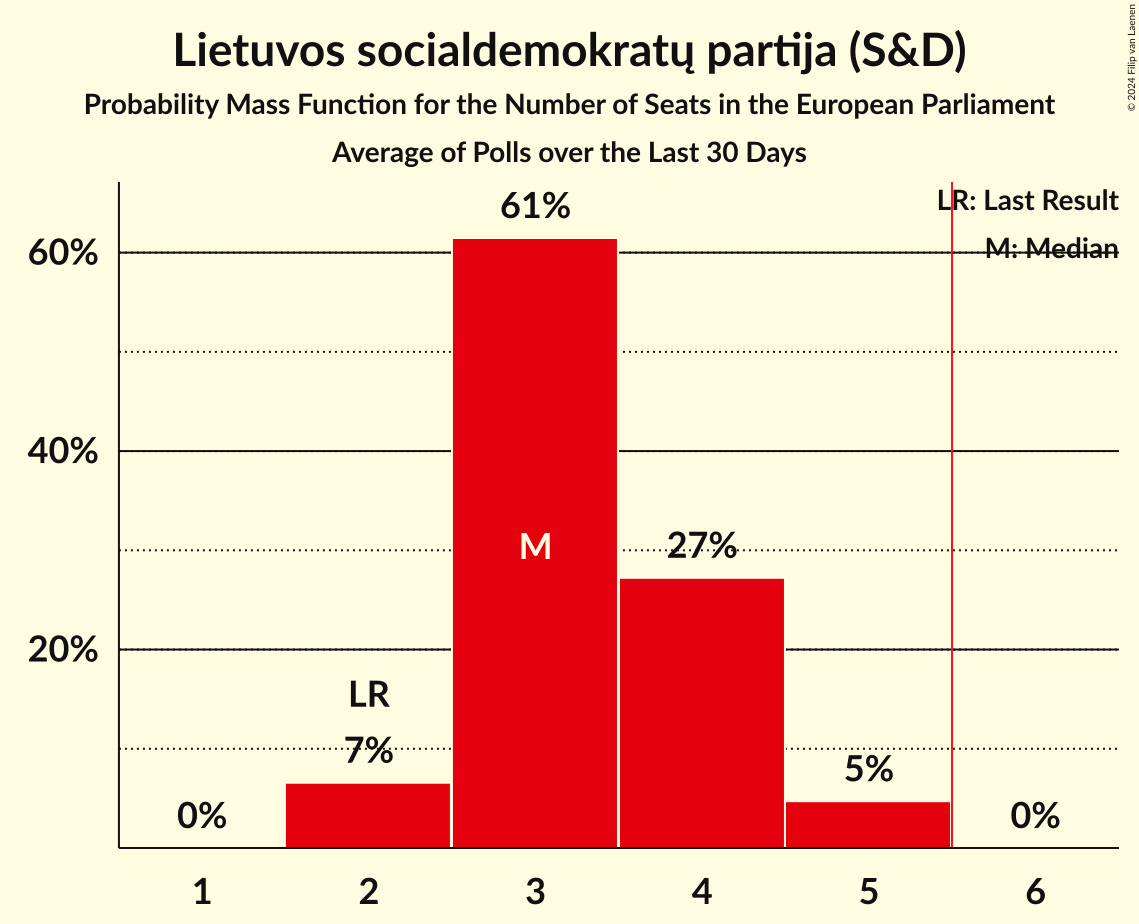 Lietuvos socialdemokratų partija (S&D)
Probability Mass Function for the Number of Seats in the European Parliament
Average of Polls over the Last 30 Days
© 2024 Filip van Laenen
LR: Last Result
M: Median
60%
40%
20%
0%
LR
7%
61%
M
27%
5%
0%
1 2 3 4 5 6